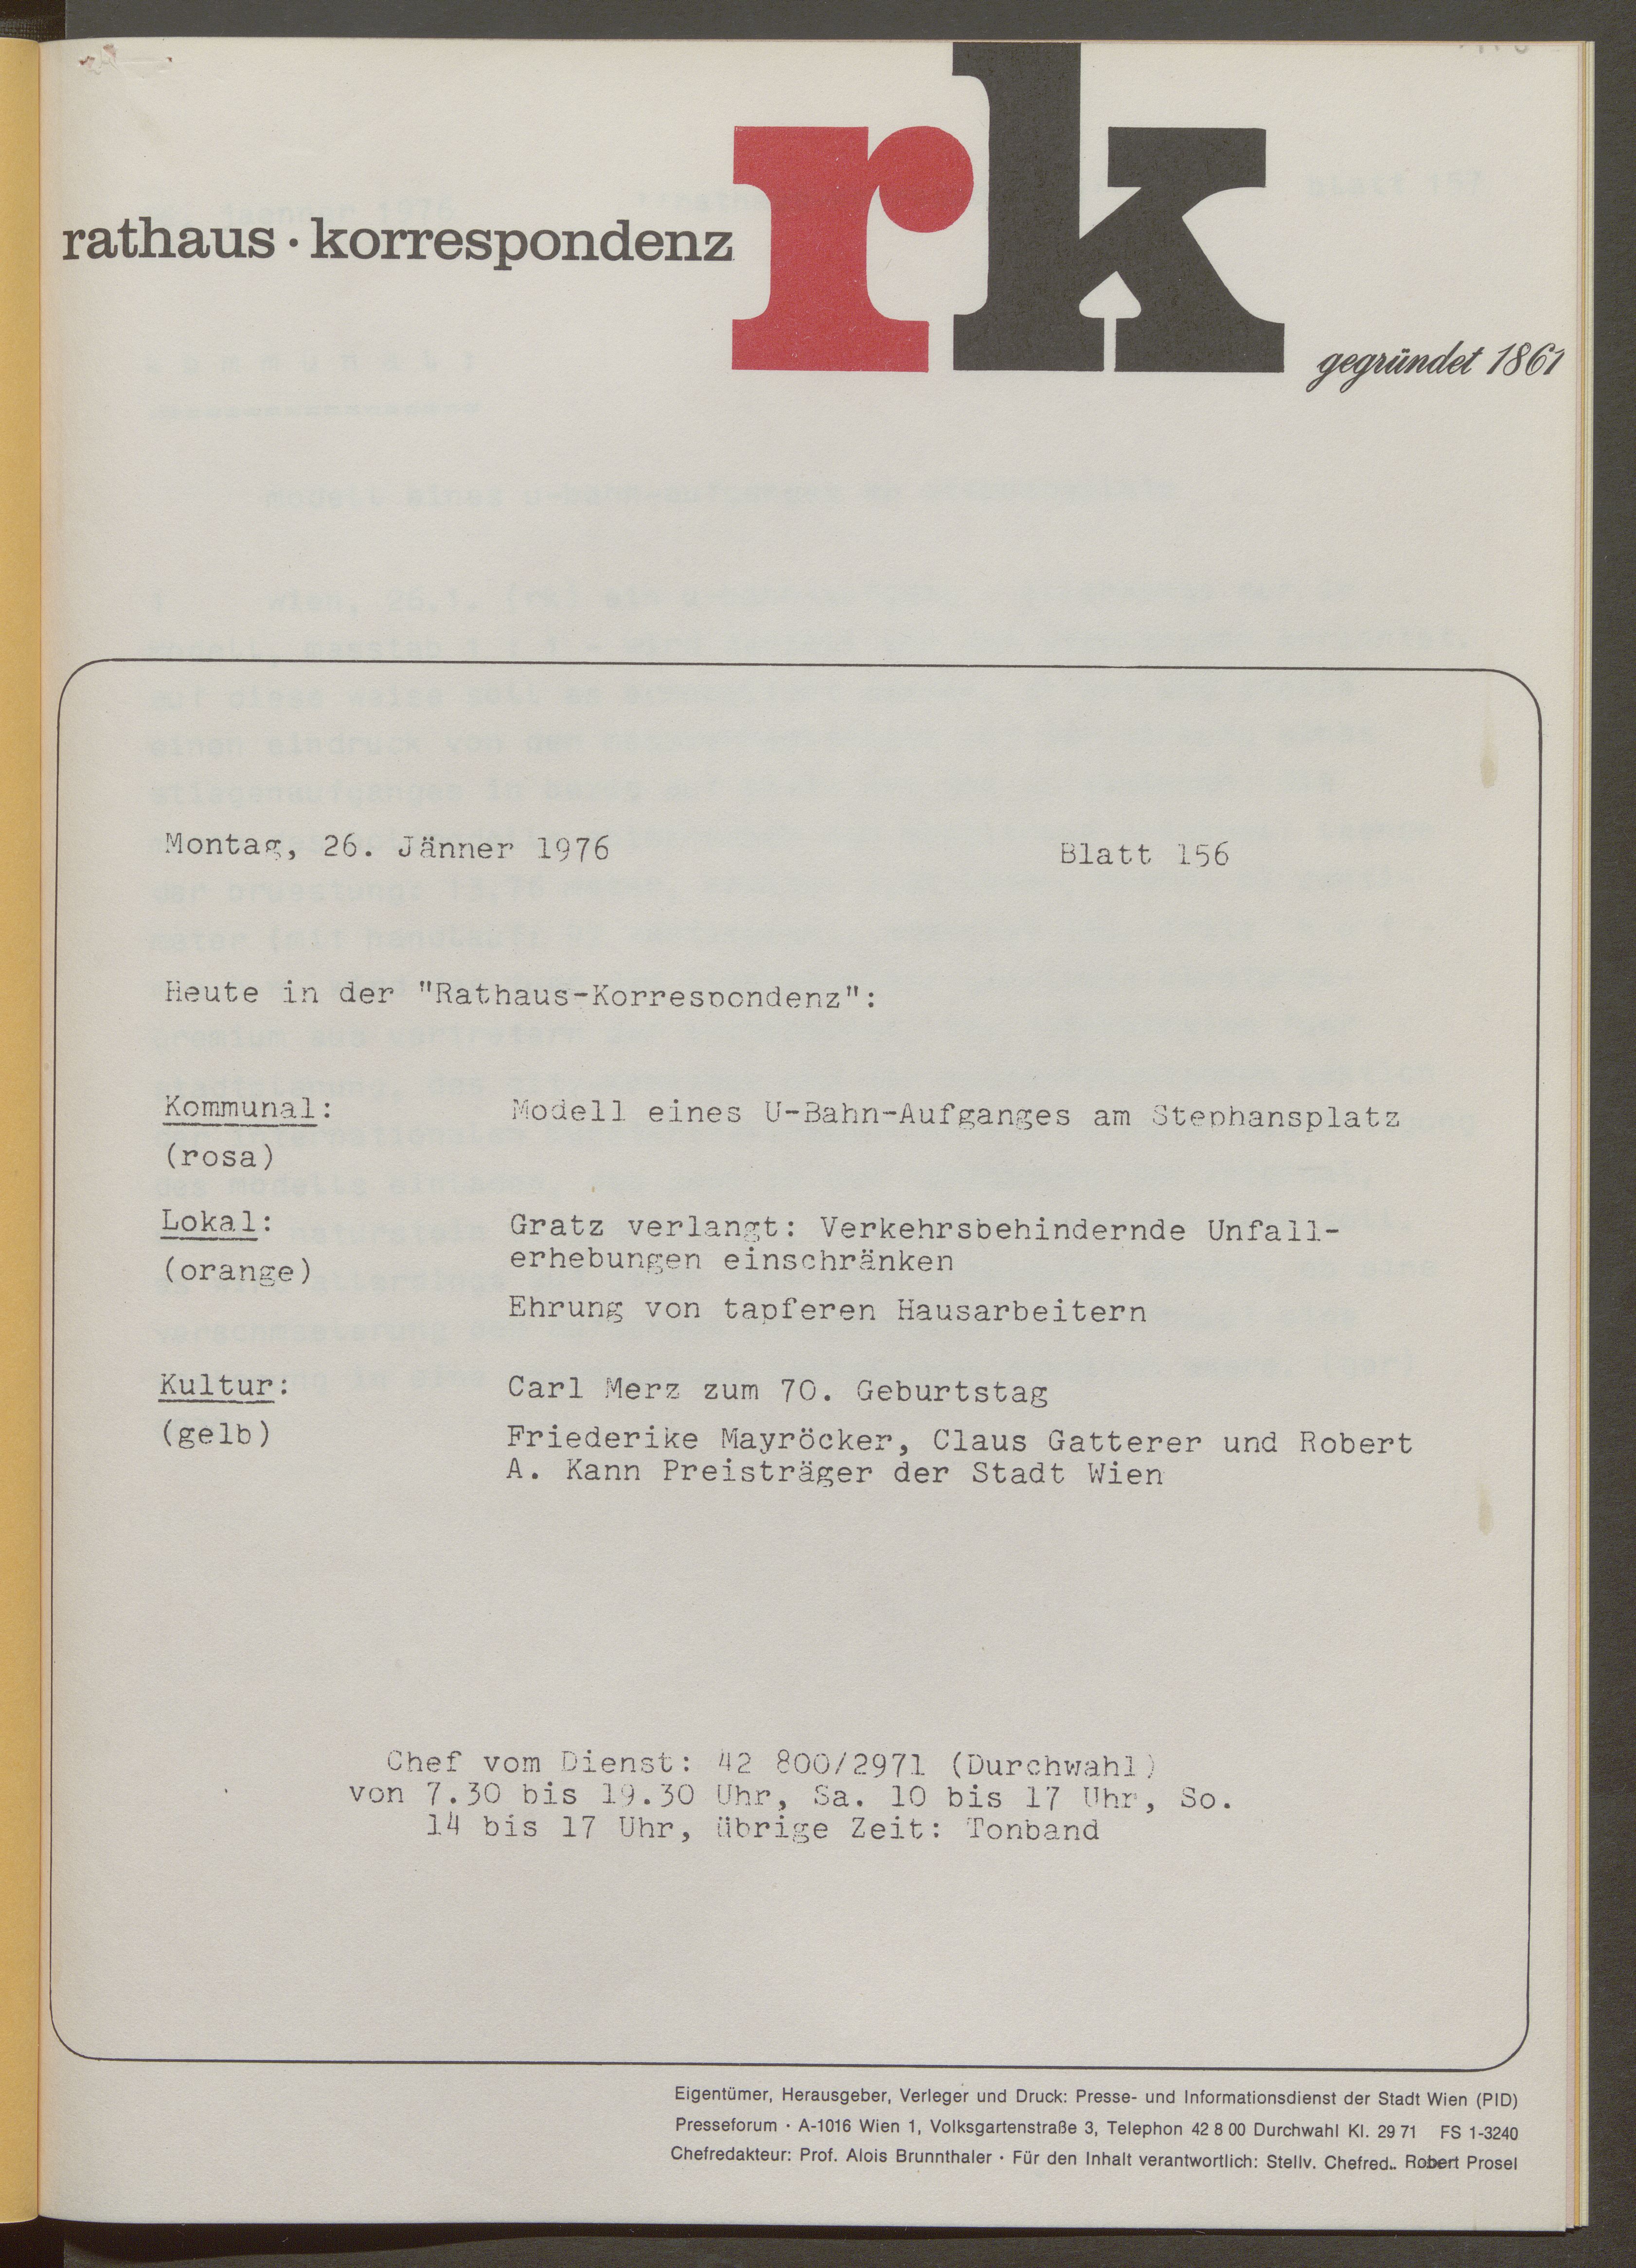 rk
rathaus · korrespondenz
gegründet 1861
Montag, 26. Jänner 1976 Blatt 156
Heute in der "Rathaus-Korrespondenz":
Kommunal: Modell eines U-Bahn-Aufganges am Stephansplatz
(rosa)
Lokal: Gratz verlangt: Verkehrsbehindernde Unfall-
erhebungen einschränken
(orange)
Ehrung von tapferen Hausarbeitern
Kultur: Carl Merz zum 70. Geburtstag
(gelb) Friederike Mayröcker, Claus Gatterer und Robert
A. Kann Preisträger der Stadt Wien
Chef vom Dienst: 42 800/2971 (Durchwahl)
von 7.30 bis 19.30 Uhr, Sa. 10 bis 17 Uhr, So.
14 bis 17 Uhr, übrige Zeit: Tonband
Eigentümer, Herausgeber, Verleger und Druck: Presse- und Informationsdienst der Stadt Wien (PID)
Presseforum · A-1016 Wien 1, Volksgartenstraße 3, Telephon 42 8 00 Durchwahl Kl. 29 71 FS 1-3240
Chefredakteur: Prof. Alois Brunnthaler · Für den Inhalt verantwortlich: Stellv. Chefred.. Robert Prosel